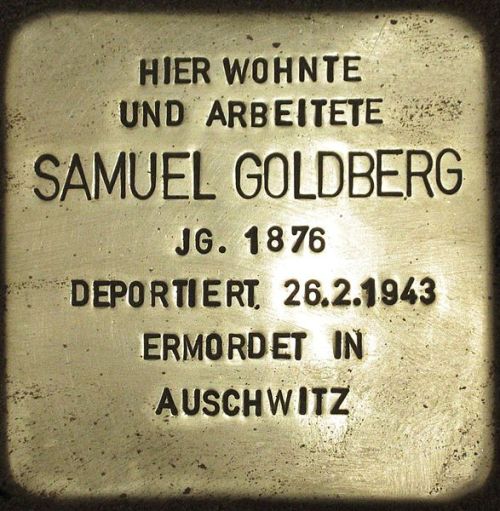 HIER WOHNTE
UND ARBEITETE
SAMUEL GOLDBERG
JG. 1876
DEPORTIERT 26.2.1943
ERMORDET IN
AUSCHWITZ